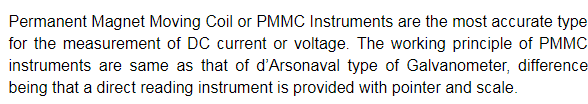 Permanent Magnet Moving Coil or PMMC Instruments are the most accurate type
for the measurement of DC current or voltage. The working principle of PMMC
instruments are same as that of d’Arsonaval type of Galvanometer, difference
being that a direct reading instrument is provided with pointer and scale.